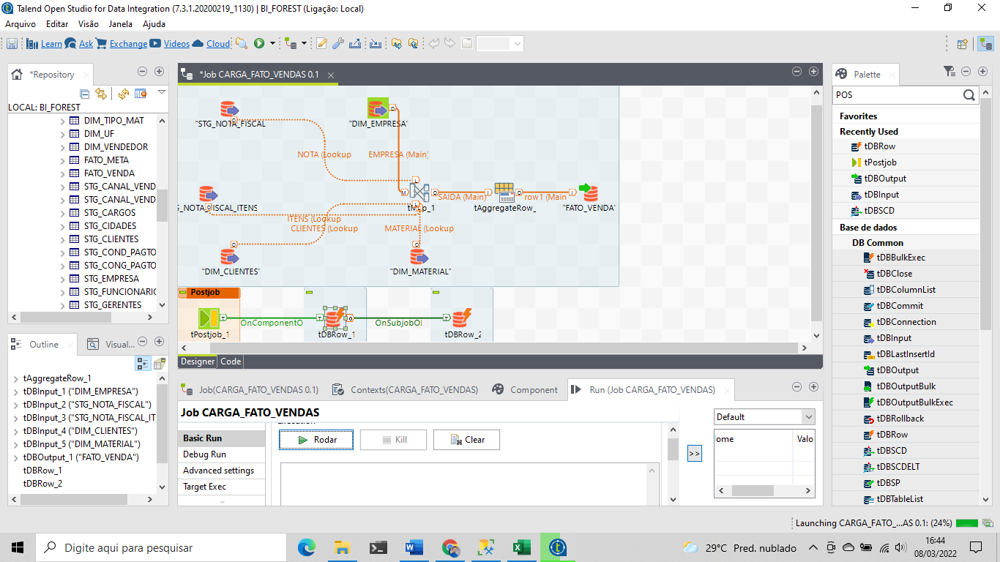 Talend Open Studio for Data Integration (7.3.1.20200219_1130) | BI_FOREST (Ligação: Local)
Arquivo Editar Visão Janela Ajuda
Learn Ask Exchange Videos Cloud
*Repository
LOCAL: BI_FOREST
DIM_TIPO_MAT
DIM_UF
DIM_VENDEDOR
FATO_META
FATO_VENDA
STG_CANAL_VEND
STG_CANAL_VEND
STG_CARGOS
STG_CIDADES
STG_CLIENTES
STG_COND_PAGTO
STG_CONG_PAGTO
STG_EMPRESA
STG_FUNCIONARIO
STG_GERENTES
Outline
Visual...
tAggregateRow_1
tDBInput_1 ("DIM_EMPRESA")
tDBInput_2 ("STG_NOTA_FISCAL")
tDBInput_3 ("STG_NOTA_FISCAL_IT
tDBInput_4 ("DIM_CLIENTES")
tDBInput_5 ("DIM_MATERIAL")
tDBOutput_1 ("FATO_VENDA")
tDBRow_1
tDBRow_2
*Job CARGA_FATO_VENDAS 0.1
"STG_NOTA_FISCAL
"DIM_EMPRESA"
NOTA (Lookup
EMPRESA (Main)
SAIDA (Main)
row1 (Main
G_NOTA_FISCAL_ITENS
tMap_1
tAggregateRow_
"FATO_VENDA"
ITENS (Lookup
CLIENTES (Lookup
MATERIAL (Lookup
"DIM_CLIENTES"
"DIM_MATERIAL"
Postjob
OnComponentO
OnSubjobOl
tPostjob_1
tDBRow_1
tDBRow_2
Designer Code
Job(CARGA_FATO_VENDAS 0.1)
Contexts(CARGA_FATO_VENDAS)
Component
Run (Job CARGA_FATO_VENDAS)
Job CARGA_FATO_VENDAS
Basic Run
Debug Run
Advanced settings
Target Exec
Execution
Rodar
Kill
Clear
>>
Default
ome
Valo
Palette
POS
Favorites
Recently Used
tDBRow
tPostjob
tDBOutput
tDBInput
tDBSCD
Base de dados
DB Common
tDBBulkExec
tDBClose
tDBColumnList
tDBCommit
tDBConnection
tDBInput
tDBLastInsertId
tDBOutput
tDBOutputBulk
tDBOutputBulkExec
tDBRollback
tDBRow
tDBSCD
tDBSCDELT
tDBSP
tDBTableList
Launching CARGA_FATO_...AS 0.1: (24%)
Digite aqui para pesquisar
29°C Pred. nublado
16:44
08/03/2022